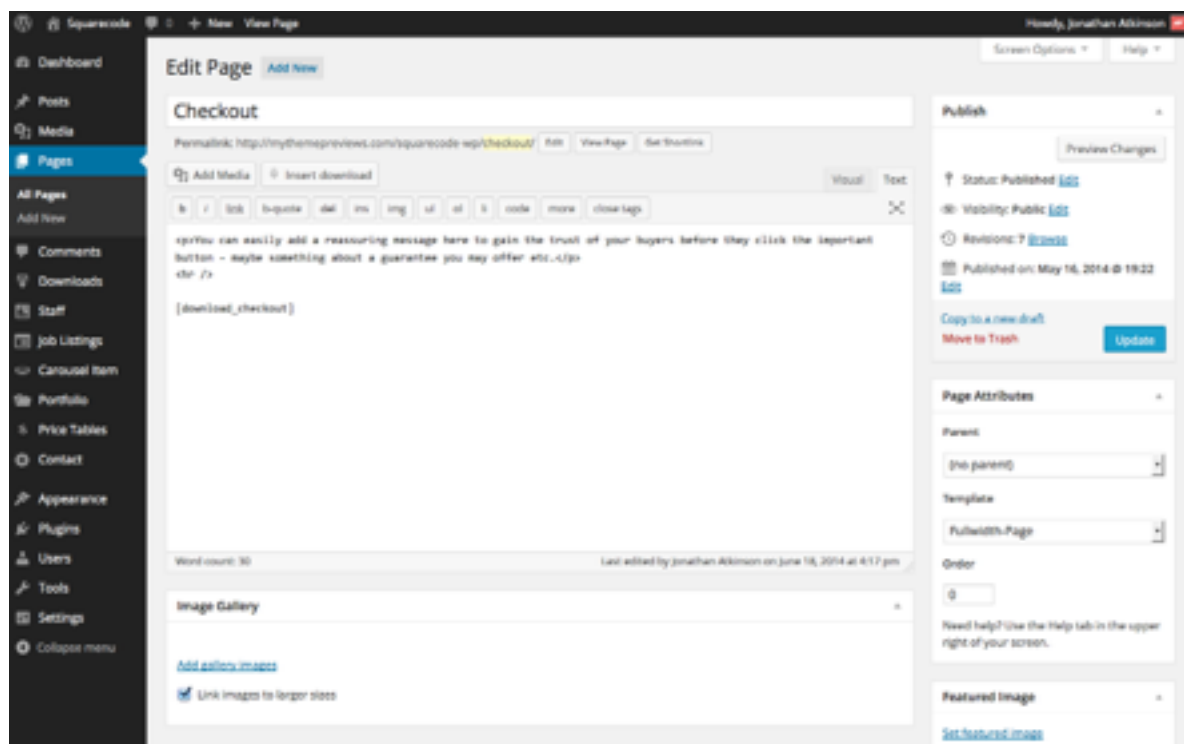 Squarecode 0 + New View Page
Howdy, Jonathan Atkinson
Screen Options
Help
Dashboard
Posts
Media
Pages
All Pages
Add New
Comments
Downloads
Staff
Job Listings
Carousel Item
Portfolio
Price Tables
Contact
Appearance
Plugins
Users
Tools
Settings
Collapse menu
Edit Page Add New
Checkout
Permalink: http://mythemepreviews.com/squarecode-wp/checkout/ Edit View Page Get Shortlink
Add Media Insert download
Visual Text
b i link b-quote del ins img ul ol li code more close tags
<p>You can easily add a reassuring message here to gain the trust of your buyers before they click the important
button - maybe something about a guarantee you may offer etc.</p>
<hr />
[download_checkout]
Word count: 30
Last edited by Jonathan Atkinson on June 18, 2014 at 4:17 pm
Image Gallery
Add gallery images
Link images to larger sizes
Publish
Preview Changes
Status: Published Edit
Visibility: Public Edit
Revisions: 7 Browse
Published on: May 16, 2014 @ 19:22
Edit
Copy to a new draft
Move to Trash
Update
Page Attributes
Parent
(no parent)
Template
Fullwidth-Page
Order
0
Need help? Use the Help tab in the upper
right of your screen.
Featured Image
Set featured image